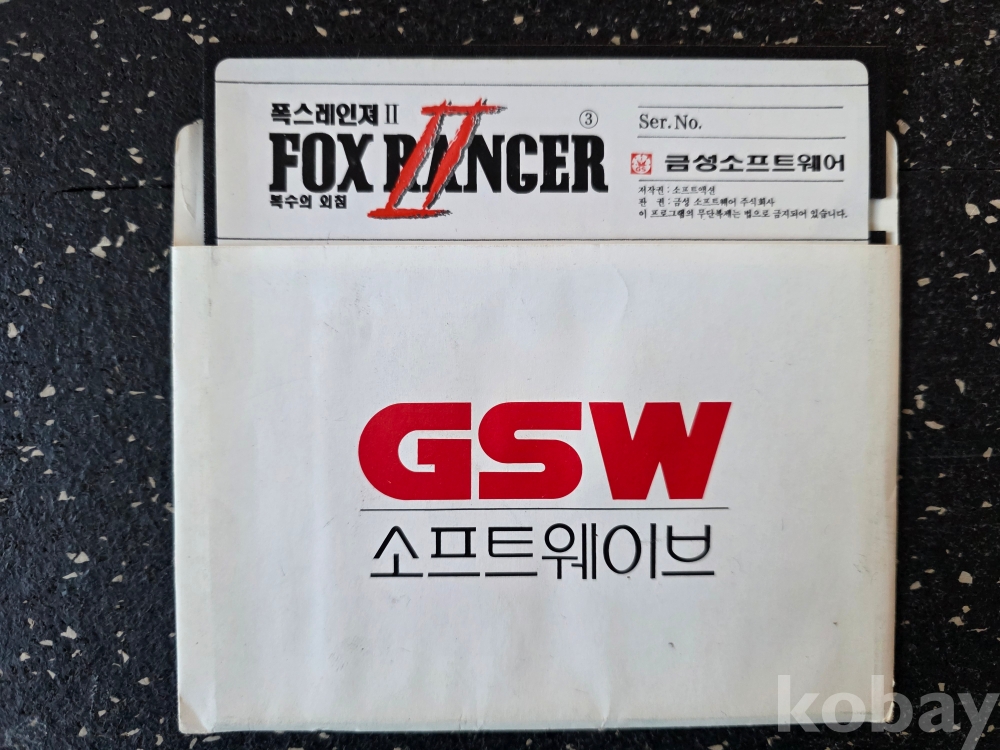 폭스레인져 II
FOX RANGER
II
복수의 외침
③
Ser. No.
금성소프트웨어
저작권 : 소프트액션
판 권 : 금성 소프트웨어 주식회사
이 프로그램의 무단복제는 법으로 금지되어 있습니다.
GSW
소프트웨이브
kobay